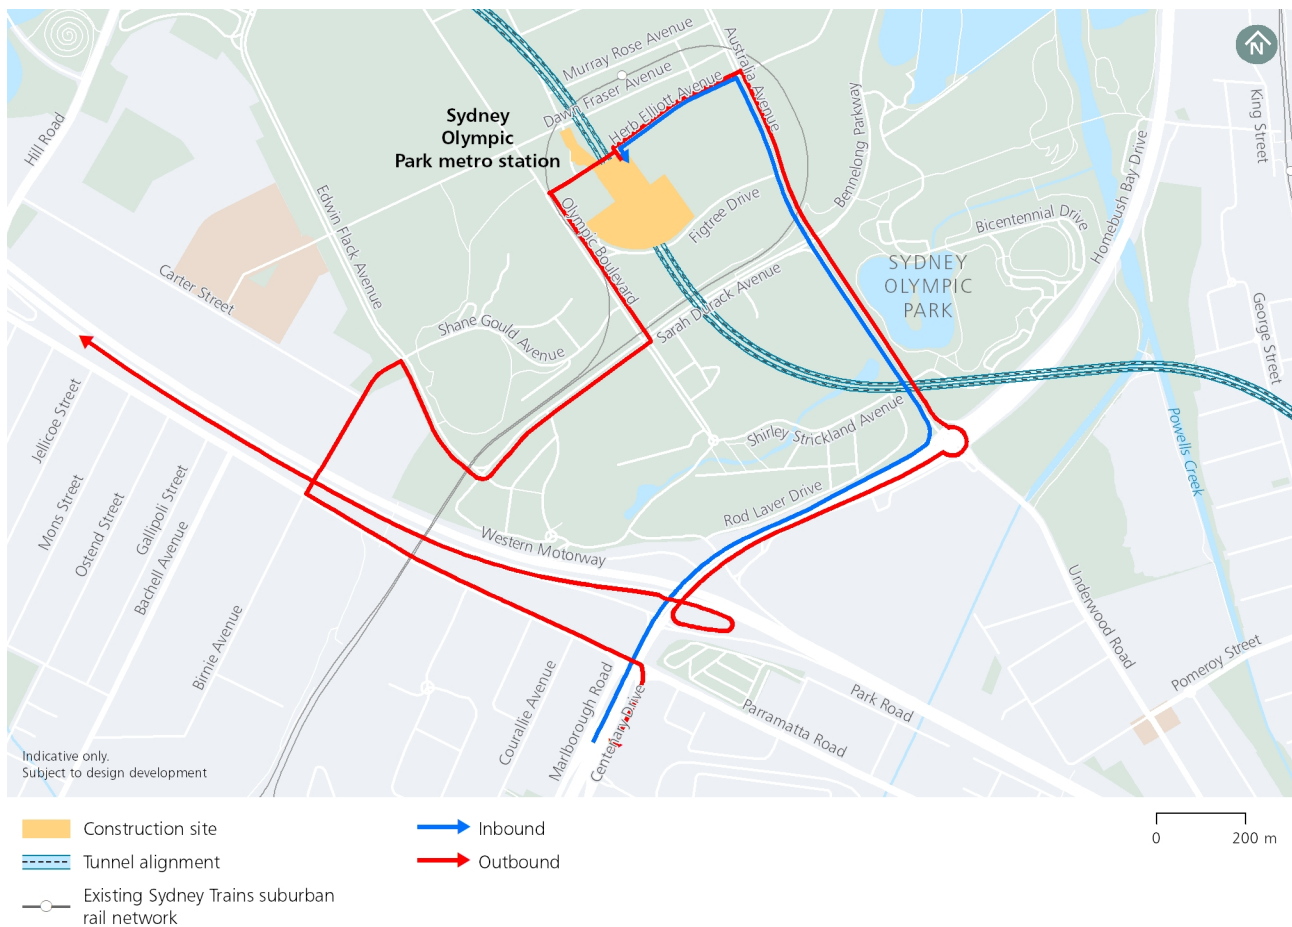 N
Murray Rose Avenue
Australia Avenue
Dawn Fraser Avenue
Herb Elliott Avenue
Bennelong Parkway
King Street
Hill Road
Sydney
Olympic
Park metro station
Homebush Bay Drive
Edwin Flack Avenue
Olympic Boulevard
Figtree Drive
Bicentennial Drive
Carter Street
SYDNEY
OLYMPIC
PARK
Sarah Durack Avenue
George Street
Shane Gould Avenue
Jellicoe Street
Shirley Strickland Avenue
Powells Creek
Mons Street
Ostend Street
Gallipoli Street
Bachell Avenue
Rod Laver Drive
Western Motorway
Underwood Road
Birnie Avenue
Pomeroy Street
Courallie Avenue
Marlborough Road
Centenary Drive
Park Road
Parramatta Road
Indicative only.
Subject to design development
Construction site
Inbound
0 200 m
Tunnel alignment
Outbound
Existing Sydney Trains suburban
rail network